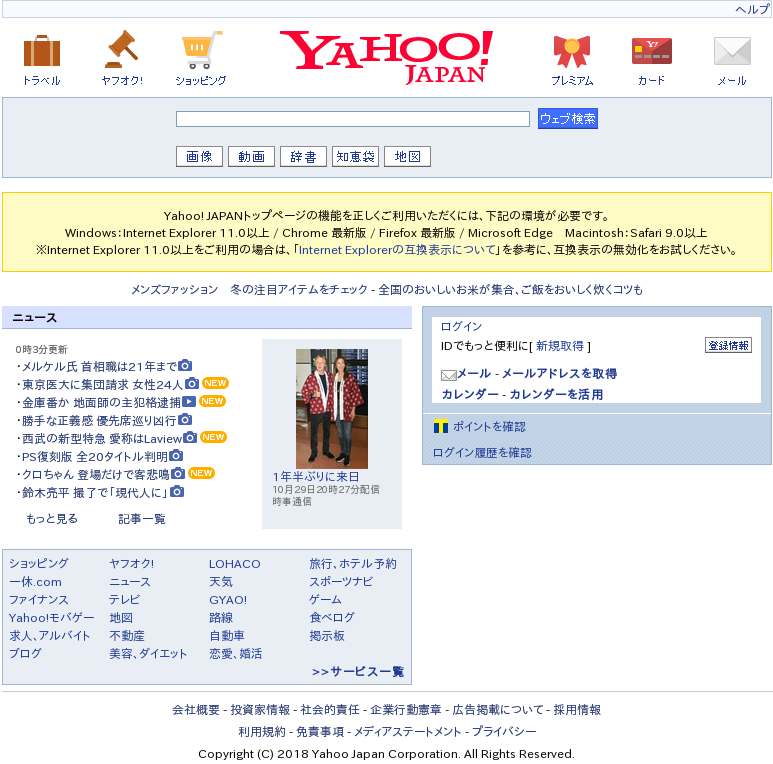 ヘルプ
トラベル
ヤフオク!
ショッピング
YAHOO!
JAPAN
プレミアム
カード
メール
ウェブ検索
画像 動画 辞書 知恵袋 地図
Yahoo! JAPANトップページの機能を正しくご利用いただくには、下記の環境が必要です。
Windows:Internet Explorer 11.0以上 / Chrome 最新版 / Firefox 最新版 / Microsoft Edge　Macintosh:Safari 9.0以上
※Internet Explorer 11.0以上をご利用の場合は、「Internet Explorerの互換表示について」を参考に、互換表示の無効化をお試しください。
メンズファッション　冬の注目アイテムをチェック - 全国のおいしいお米が集合、ご飯をおいしく炊くコツも
ニュース
0時3分更新
・メルケル氏 首相職は21年まで
・東京医大に集団請求 女性24人 NEW
・金庫番か 地面師の主犯格逮捕 NEW
・勝手な正義感 優先席巡り凶行
・西武の新型特急 愛称はLaview NEW
・PS復刻版 全20タイトル判明
・クロちゃん 登場だけで客悲鳴 NEW
・鈴木亮平 撮了で「現代人に」
もっと見る 記事一覧
1年半ぶりに来日
10月29日20時27分配信
時事通信
ログイン
IDでもっと便利に[ 新規取得 ]
登録情報
メール - メールアドレスを取得
カレンダー - カレンダーを活用
ポイントを確認
ログイン履歴を確認
ショッピング ヤフオク! LOHACO 旅行、ホテル予約
一休.com ニュース 天気 スポーツナビ
ファイナンス テレビ GYAO! ゲーム
Yahoo!モバゲー 地図 路線 食べログ
求人、アルバイト 不動産 自動車 掲示板
ブログ 美容、ダイエット 恋愛、婚活
>>サービス一覧
会社概要 - 投資家情報 - 社会的責任 - 企業行動憲章 - 広告掲載について - 採用情報
利用規約 - 免責事項 - メディアステートメント - プライバシー
Copyright (C) 2018 Yahoo Japan Corporation. All Rights Reserved.